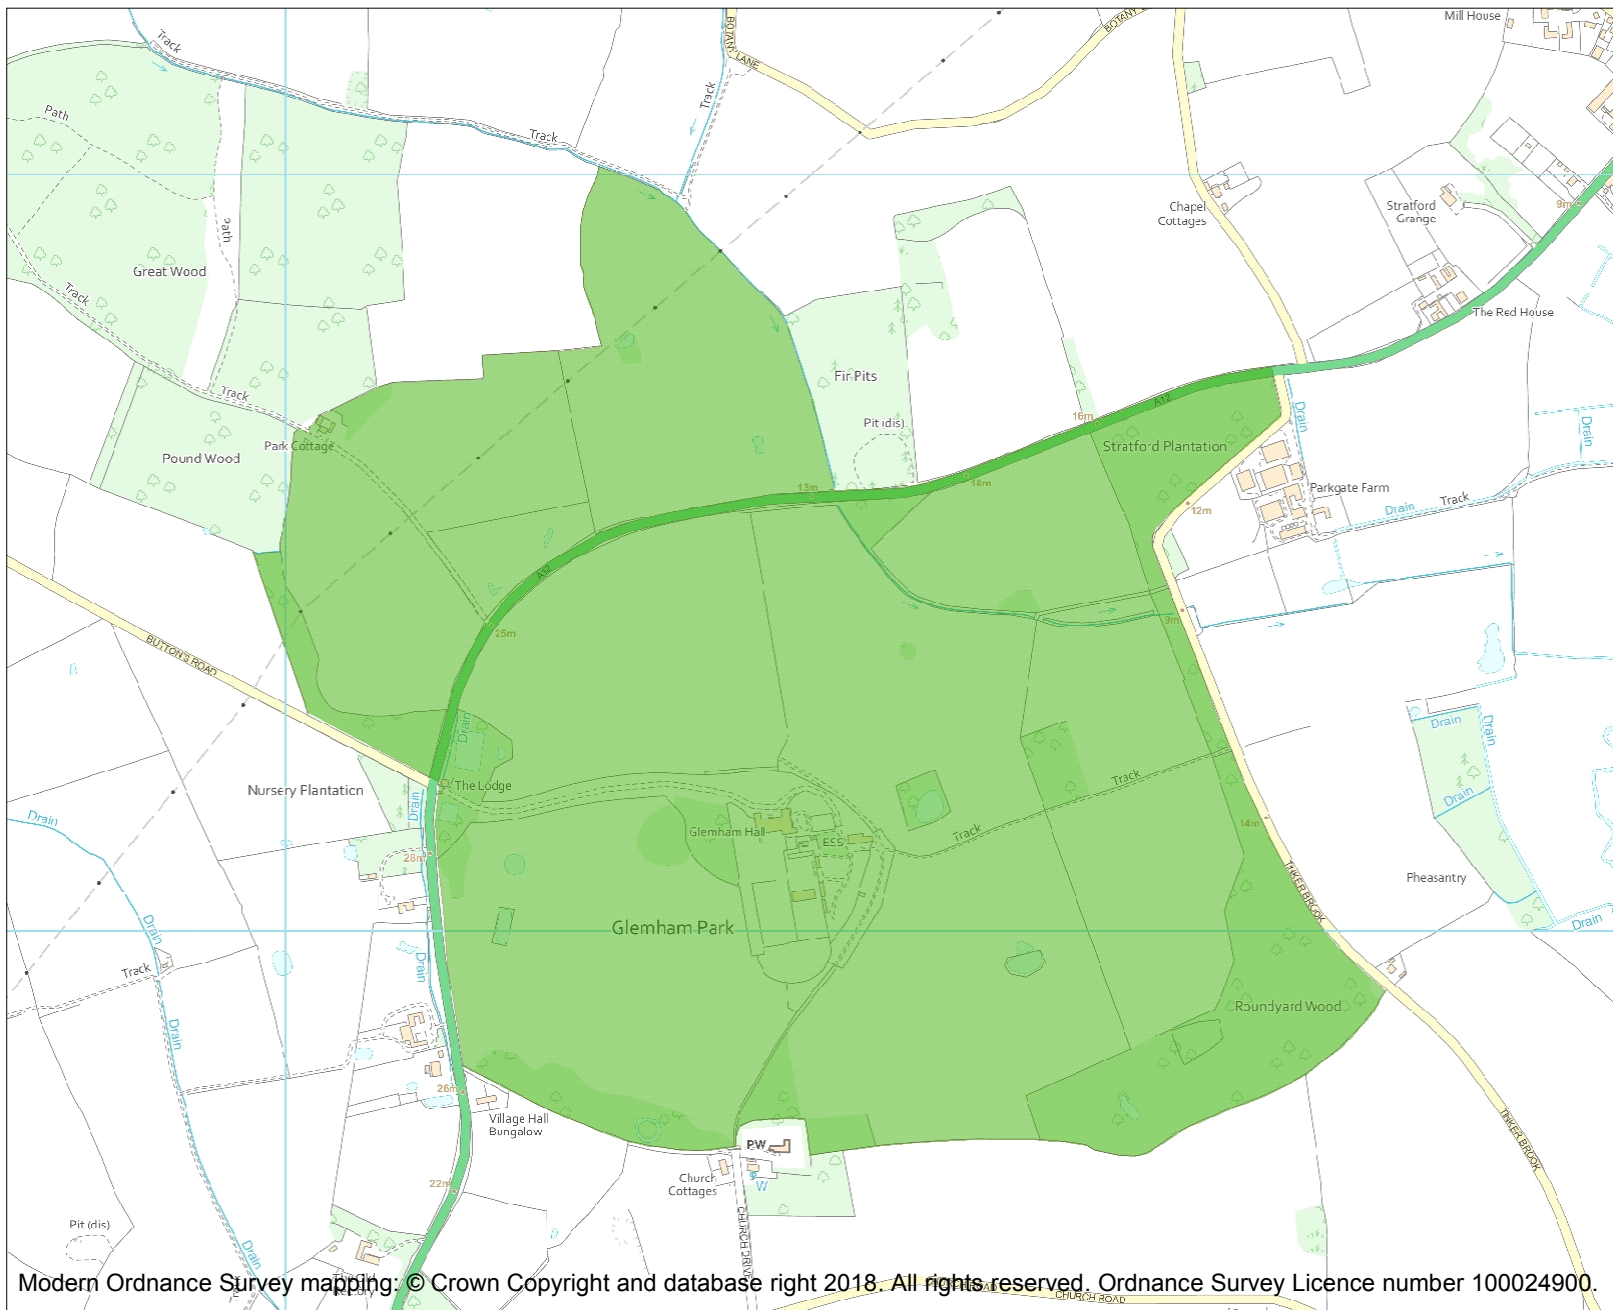 Mill House
BOTANY
LANE
BOTANY
Track
Track
Path
Track
Path
Great Wood
Track
Track
Chapel
Cottages
Stratford
Grange
9m
The Red House
Fir Pits
Pit (dis)
16m
A12
Stratford Plantation
Drain
Drain
Park Cottage
Pound Wood
13m
18m
Parkgate Farm
12m
Drain
Track
A12
25m
9m
BUTTON'S ROAD
Drain
Drain
Drain
Drain
Nursery Plantation
The Lodge
Drain
Drain
Track
Glemham Hall
ESS
Track
14m
28m
TINKER BROOK
Pheasantry
Drain
Glemham Park
Drain
Drain
Track
Drain
Roundyard Wood
26m
Village Hall
Bungalow
PW
Church
Cottages
W
22m
TINKER BROOK
CHURCH DRIVE
Pit (dis)
Drain
CHURCH ROAD
Modern Ordnance Survey mapping: © Crown Copyright and database right 2018. All rights reserved. Ordnance Survey Licence number 100024900.